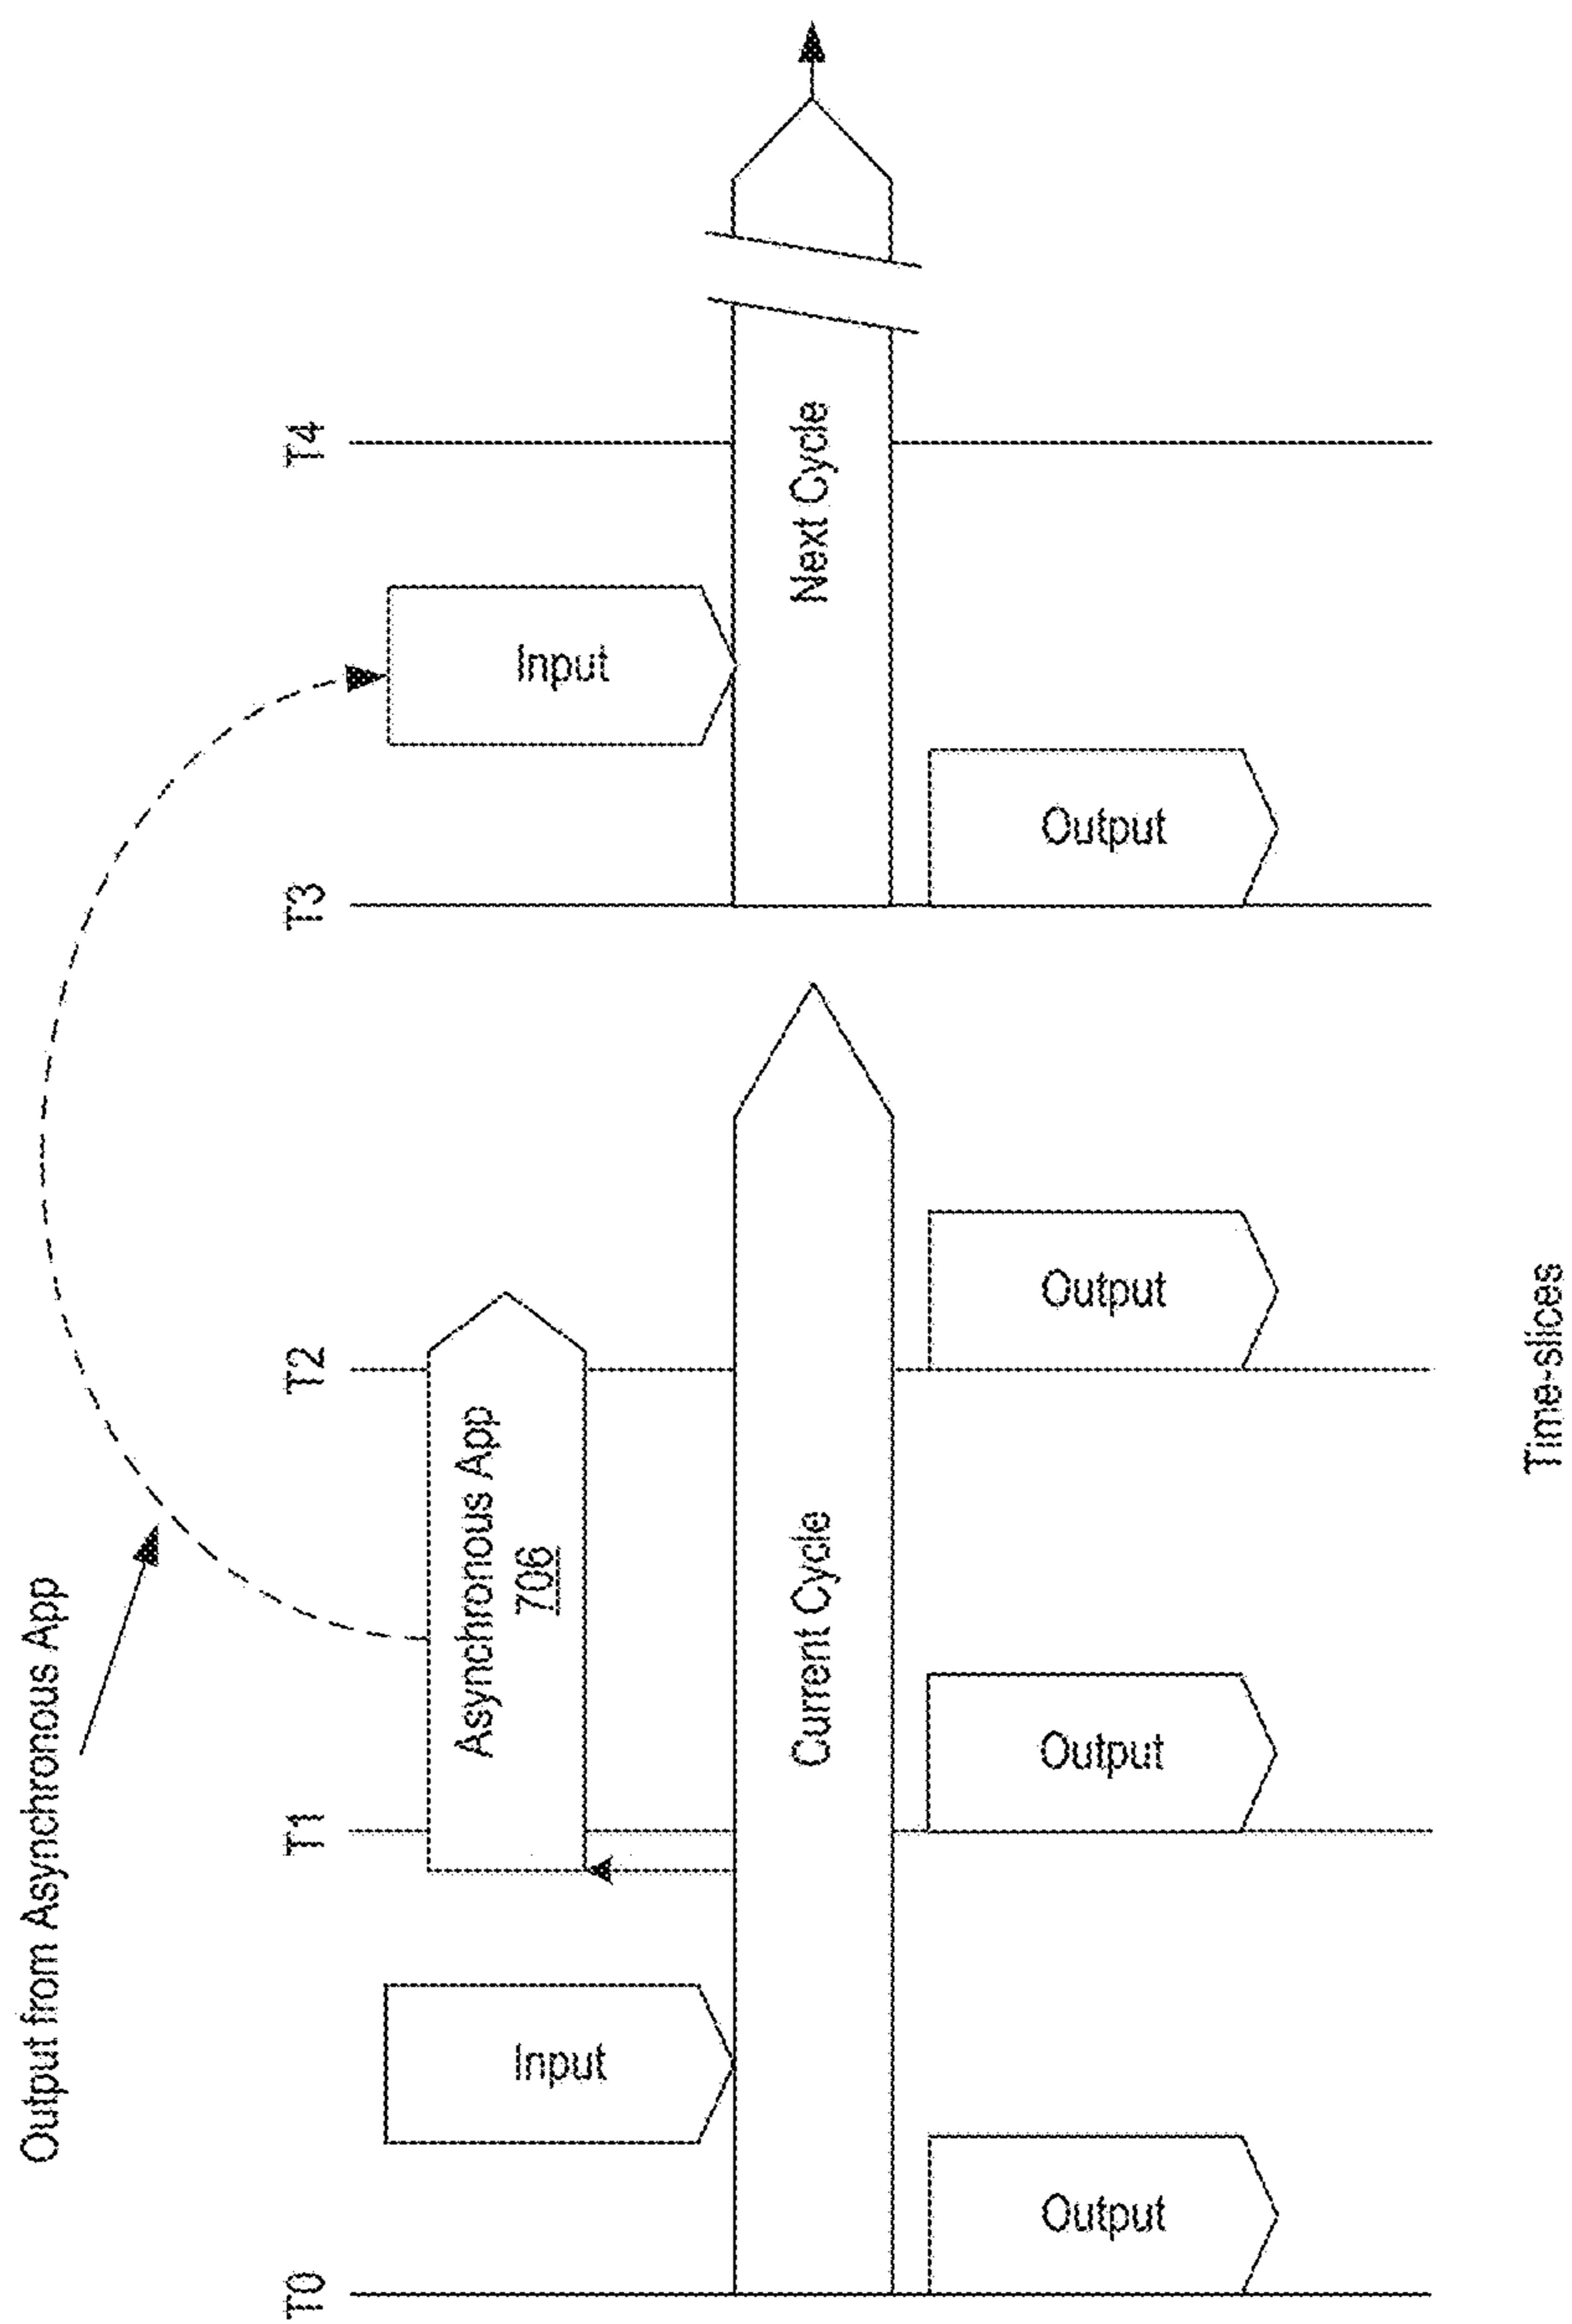 Output from Asynchronous App
T0
T1
T2
T3
T4
Input
Asynchronous App
706
Input
Current Cycle
Next Cycle
Output
Output
Output
Output
Time-slices